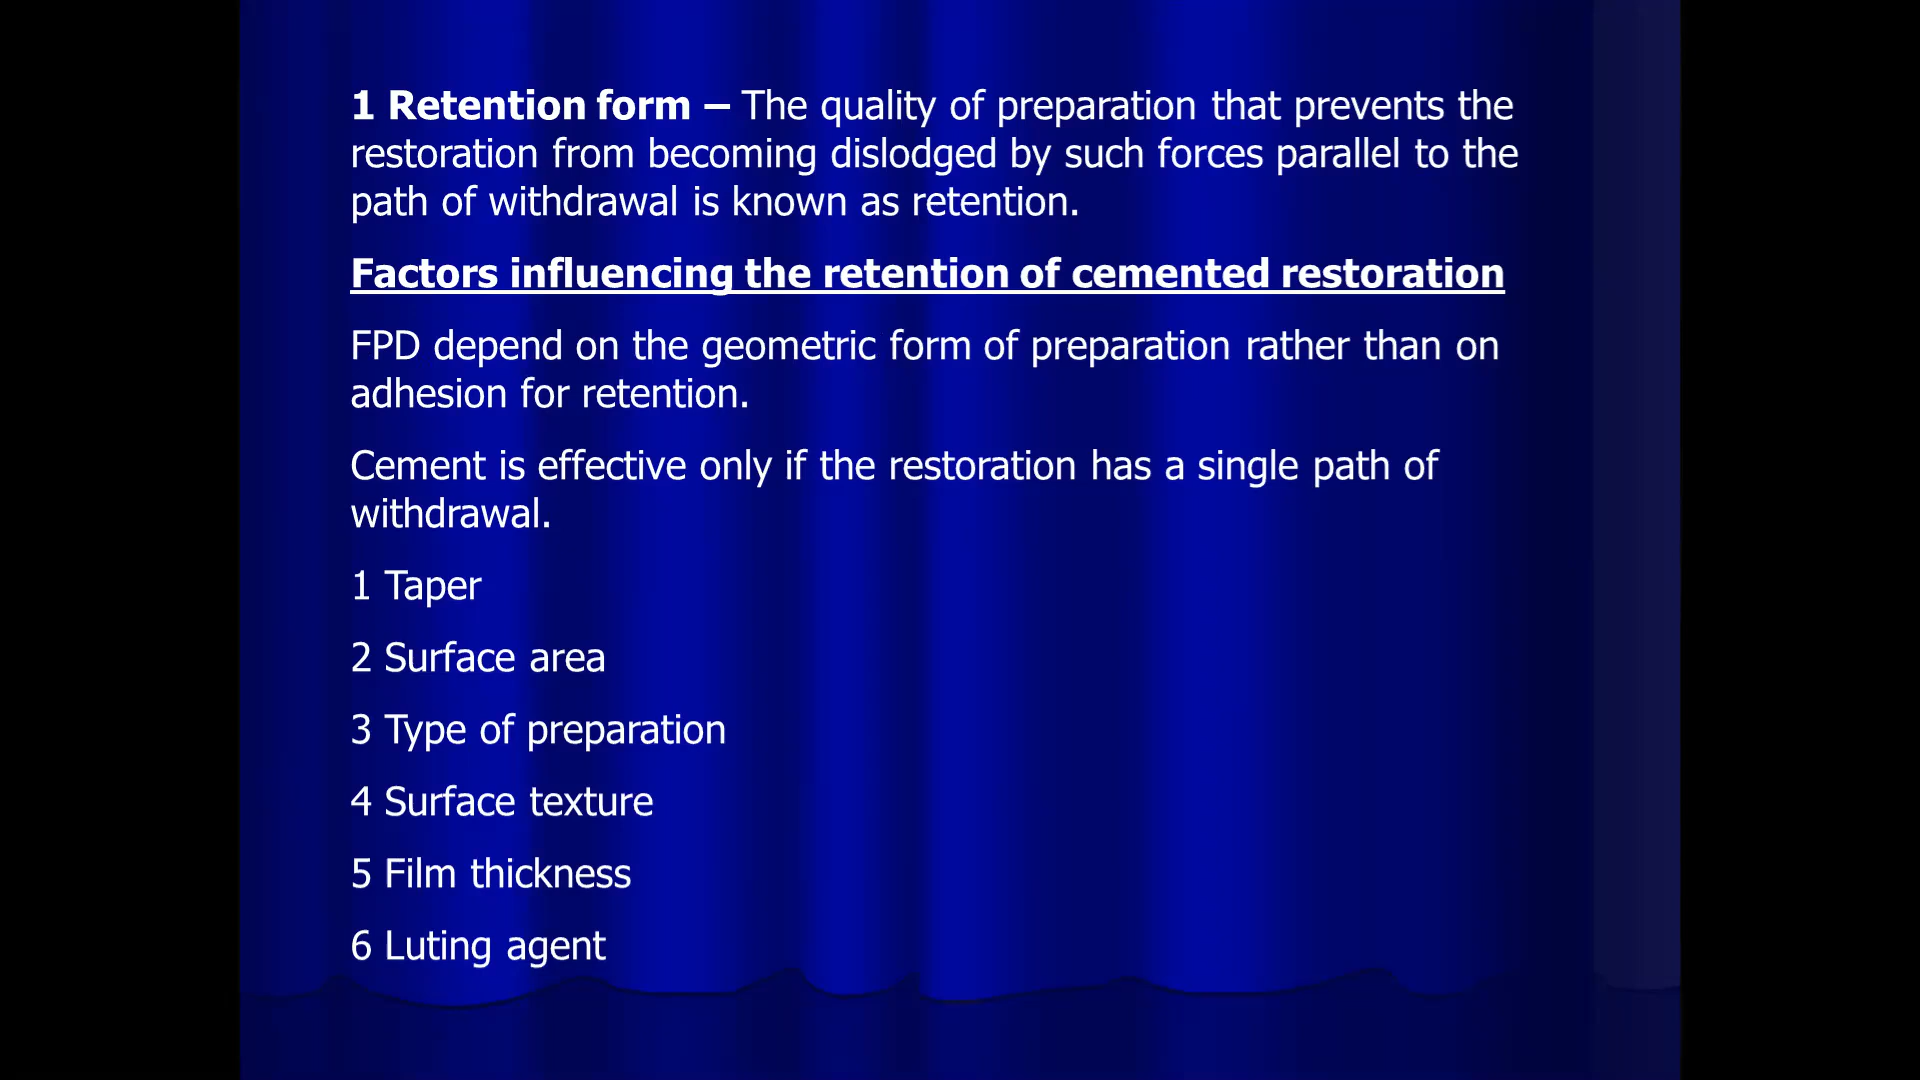 1 Retention form – The quality of preparation that prevents the
restoration from becoming dislodged by such forces parallel to the
path of withdrawal is known as retention.
Factors influencing the retention of cemented restoration
FPD depend on the geometric form of preparation rather than on
adhesion for retention.
Cement is effective only if the restoration has a single path of
withdrawal.
1 Taper
2 Surface area
3 Type of preparation
4 Surface texture
5 Film thickness
6 Luting agent